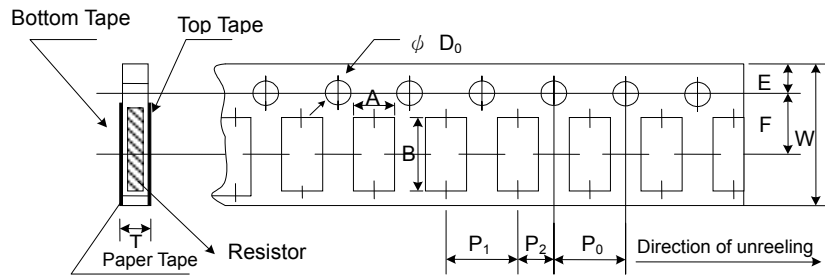 Bottom Tape
Top Tape
ϕ D₀
A
E
F
W
B
T
Paper Tape
Resistor
P₁
P₂
P₀
Direction of unreeling